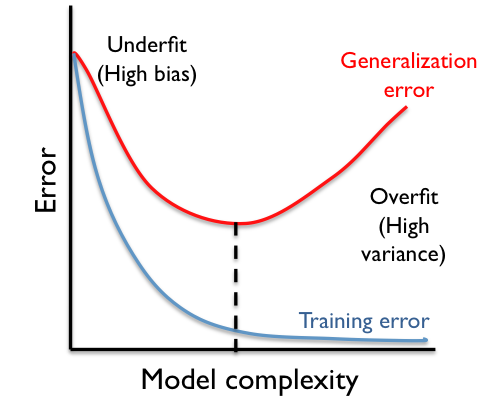 Underfit
(High bias)
Generalization
error
Error
Overfit
(High
variance)
Training error
Model complexity